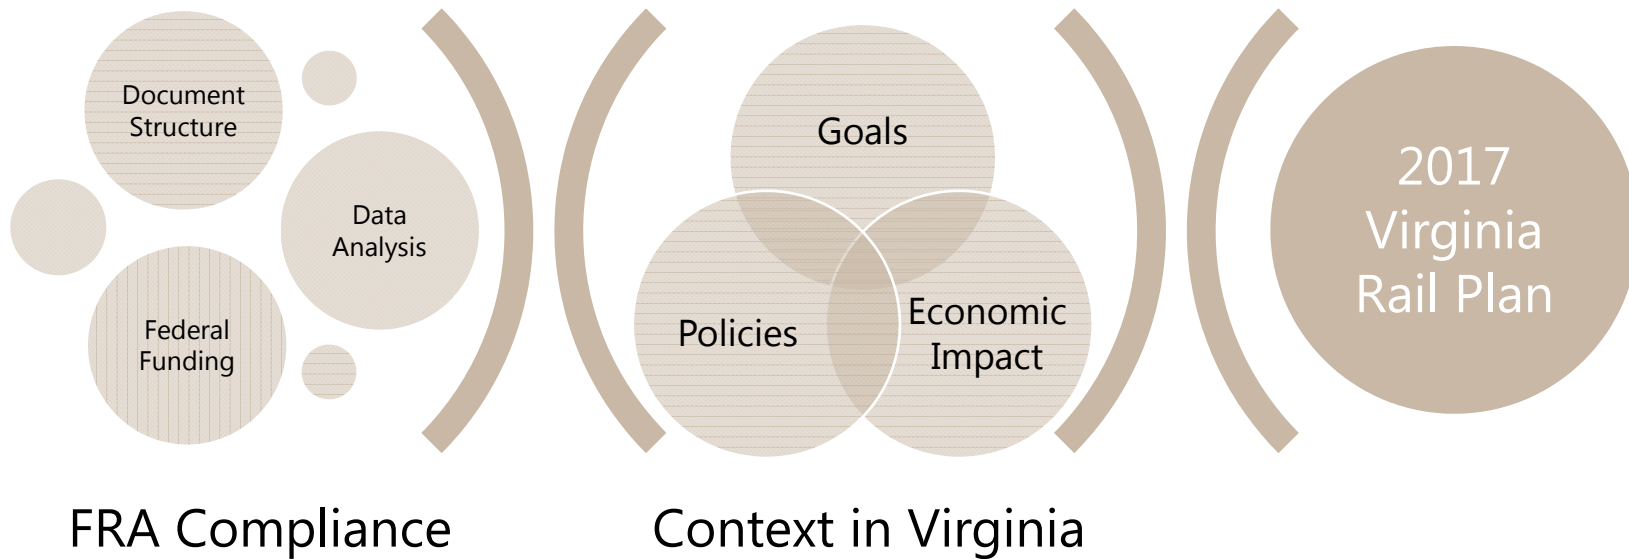 Document
Structure
Data
Analysis
Federal
Funding
FRA Compliance
Goals
Policies
Economic
Impact
Context in Virginia
2017
Virginia
Rail Plan